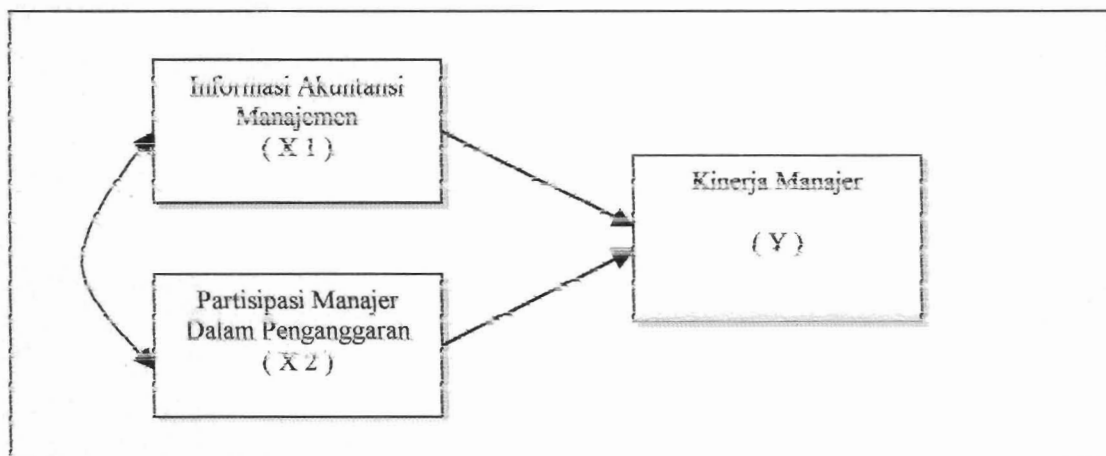 Informasi Akuntansi
Manajemen
( X 1 )
Kinerja Manajer
( Y )
Partisipasi Manajer
Dalam Penganggaran
( X 2 )